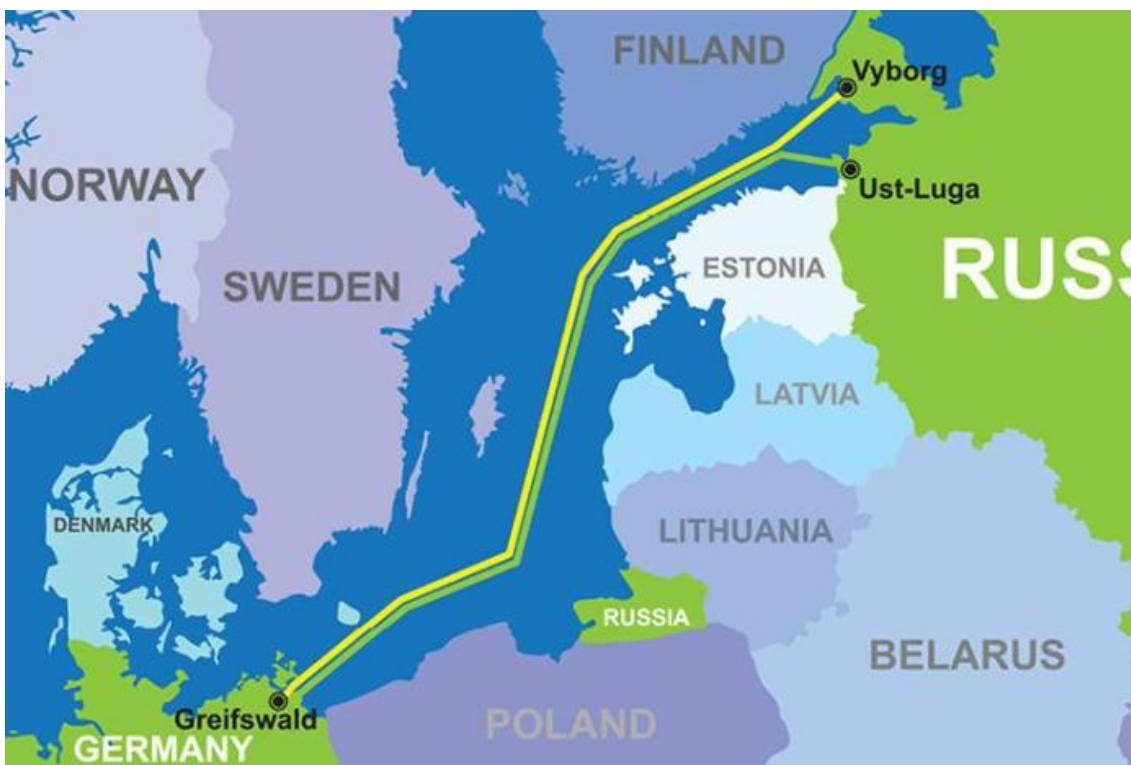 FINLAND
Vyborg
NORWAY
Ust-Luga
RUSS
SWEDEN
ESTONIA
LATVIA
DENMARK
LITHUANIA
RUSSIA
BELARUS
Greifswald
POLAND
GERMANY